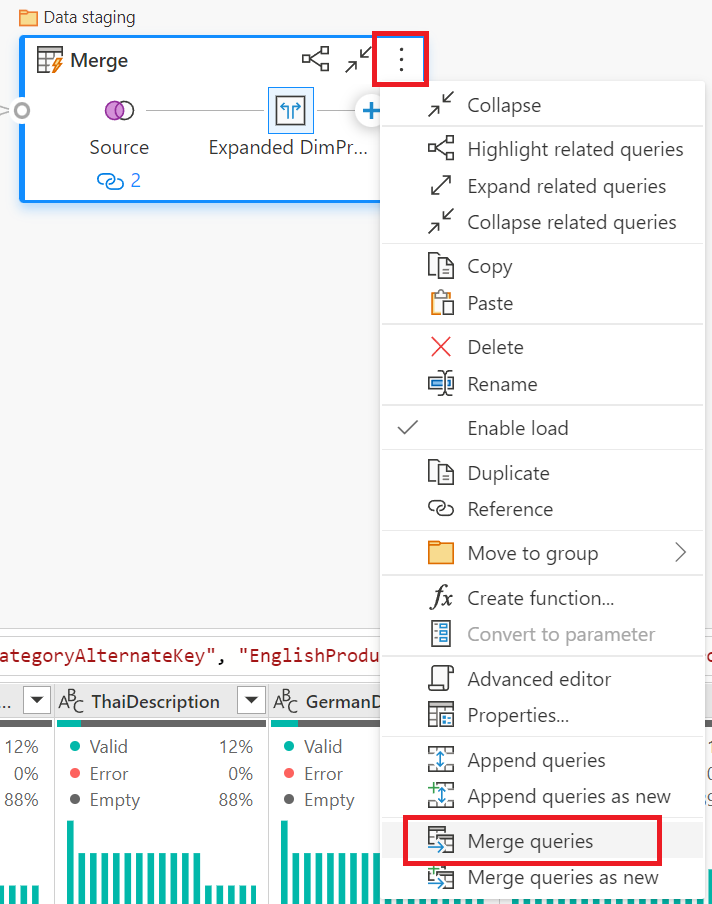 Data staging
Merge
Source
Expanded DimPr...
2
Collapse
Highlight related queries
Expand related queries
Collapse related queries
Copy
Paste
Delete
Rename
Enable load
Duplicate
Reference
Move to group
fx Create function...
Convert to parameter
Advanced editor
Properties...
Append queries
Append queries as new
Merge queries
Merge queries as new
ategoryAlternateKey", "EnglishProdu
... ABC ThaiDescription ABC GermanD
12% Valid 12% Valid
0% Error 0% Error
88% Empty 88% Empty